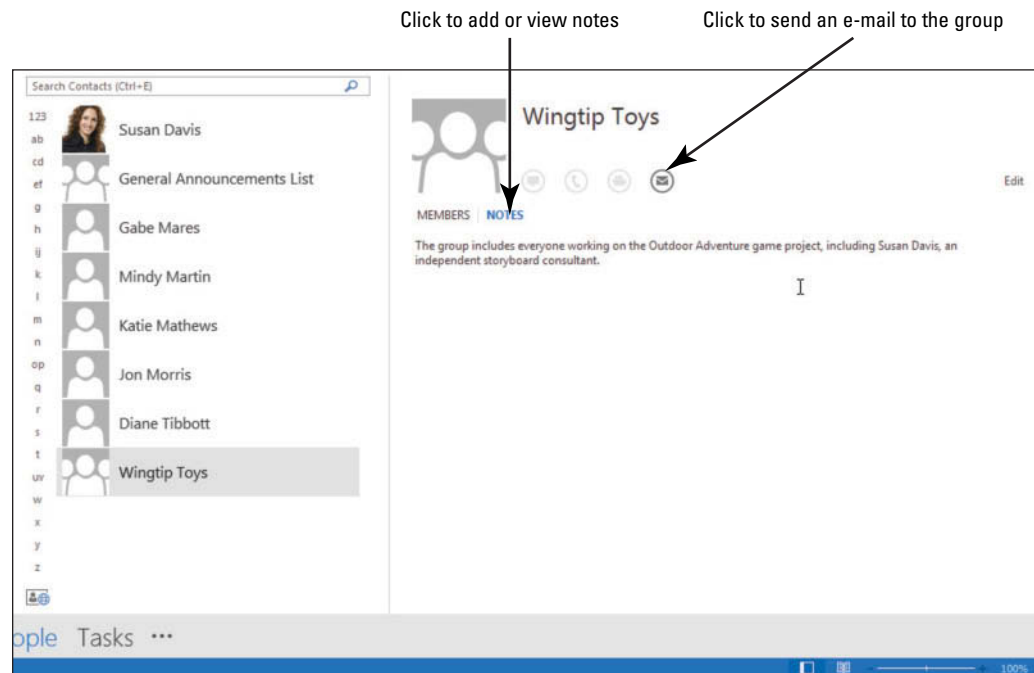 Click to add or view notes
Click to send an e-mail to the group
Search Contacts (Ctrl+E)
123
ab
cd
ef
g
h
ij
k
l
m
n
op
q
r
s
t
uv
w
x
y
z
Susan Davis
General Announcements List
Gabe Mares
Mindy Martin
Katie Mathews
Jon Morris
Diane Tibbott
Wingtip Toys
Wingtip Toys
Edit
MEMBERS | NOTES
The group includes everyone working on the Outdoor Adventure game project, including Susan Davis, an
independent storyboard consultant.
ople Tasks ···
100%